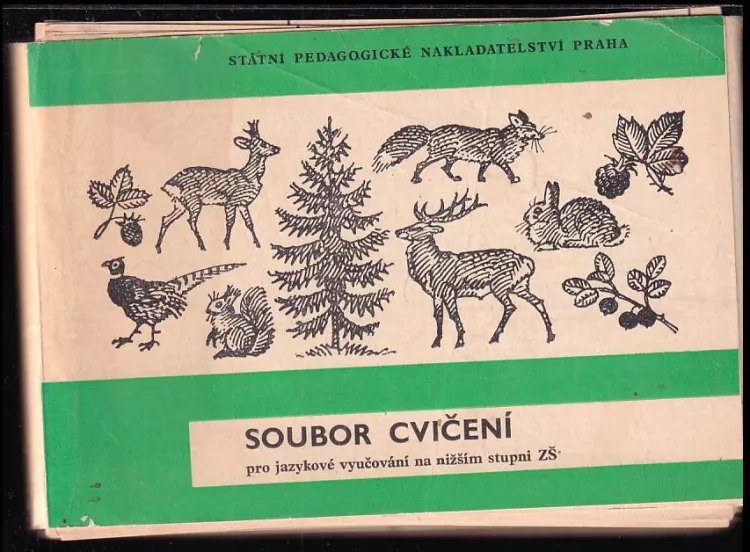 STÁTNÍ PEDAGOGICKÉ NAKLADATELSTVÍ PRAHA
SOUBOR CVIČENÍ
pro jazykové vyučování na nižším stupni ZŠ